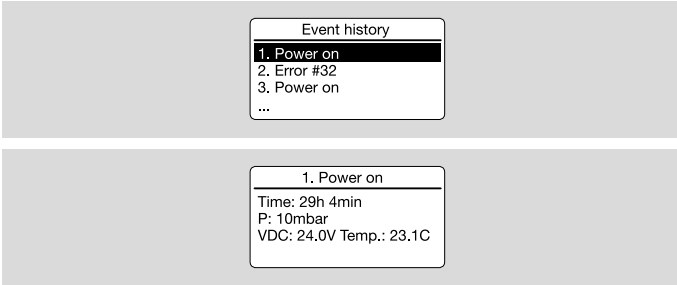 Event history
1. Power on
2. Error #32
3. Power on
...
1. Power on
Time: 29h 4min
P: 10mbar
VDC: 24.0V Temp.: 23.1C